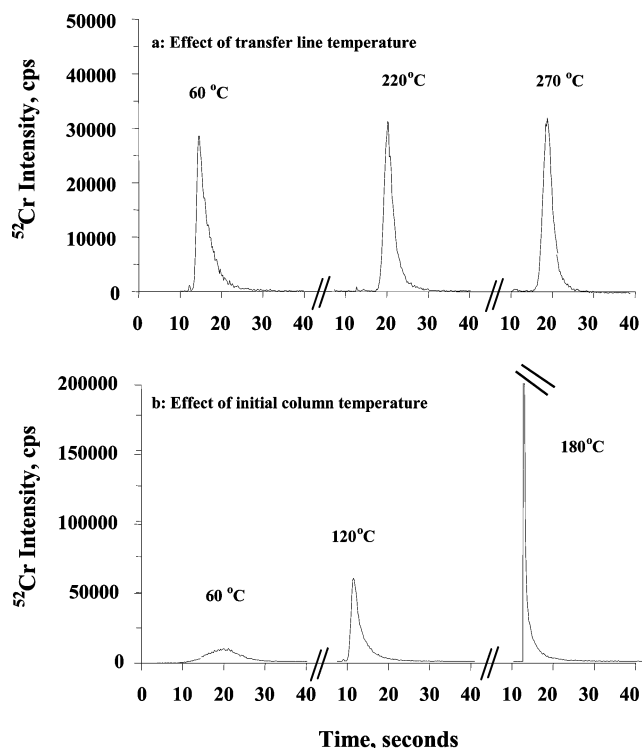 50000
a: Effect of transfer line temperature
40000
60 °C 220°C 270 °C
30000
20000
10000
0
⁵²Cr Intensity, cps
0 10 20 30 40 10 20 30 40 10 20 30 40
200000
b: Effect of initial column temperature
180°C
150000
120°C
100000
60 °C
50000
0
⁵²Cr Intensity, cps
0 10 20 30 40 10 20 30 40 10 20 30 40
Time, seconds